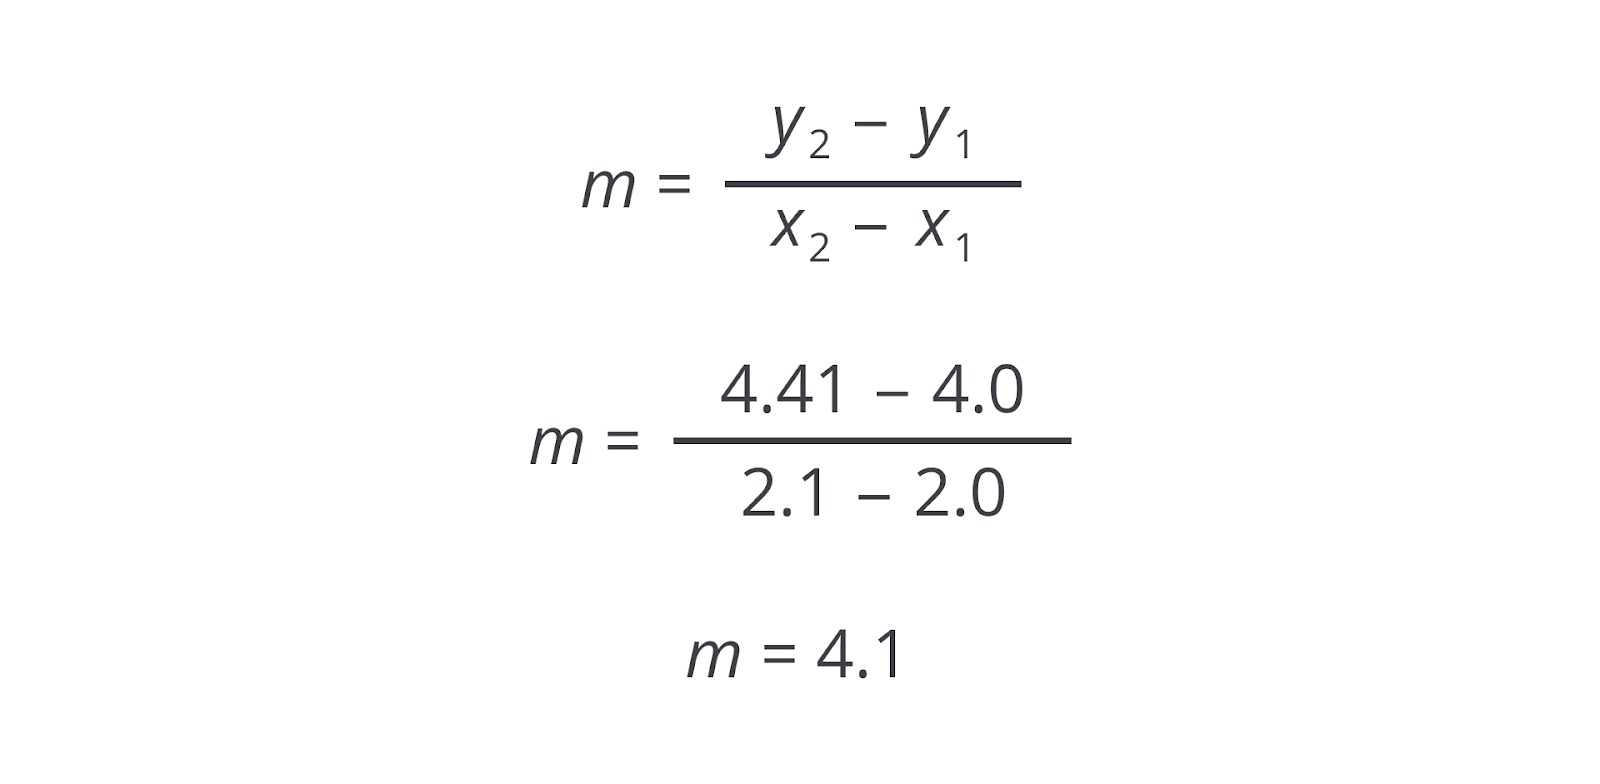 m = y₂ – y₁ / x₂ – x₁
m = 4.41 – 4.0 / 2.1 – 2.0
m = 4.1